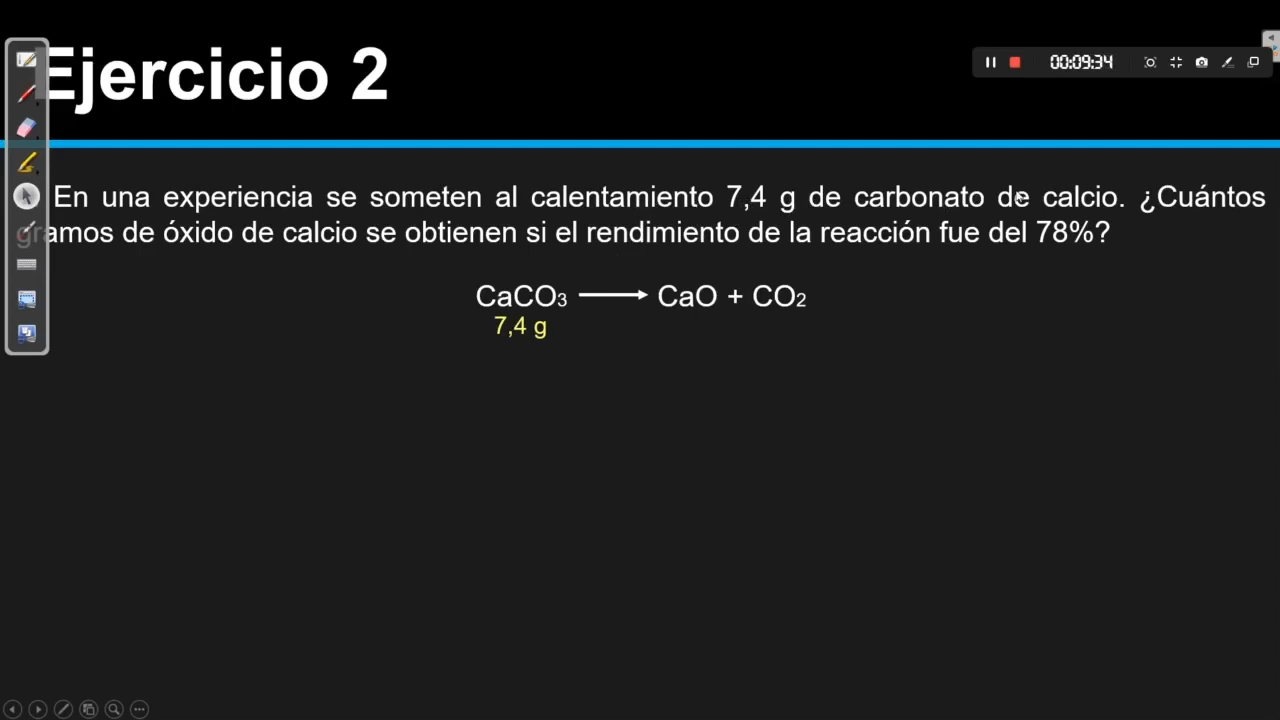 Ejercicio 2
00:09:34
En una experiencia se someten al calentamiento 7,4 g de carbonato de calcio. ¿Cuántos
gramos de óxido de calcio se obtienen si el rendimiento de la reacción fue del 78%?
CaCO₃ ⟶ CaO + CO₂
7,4 g